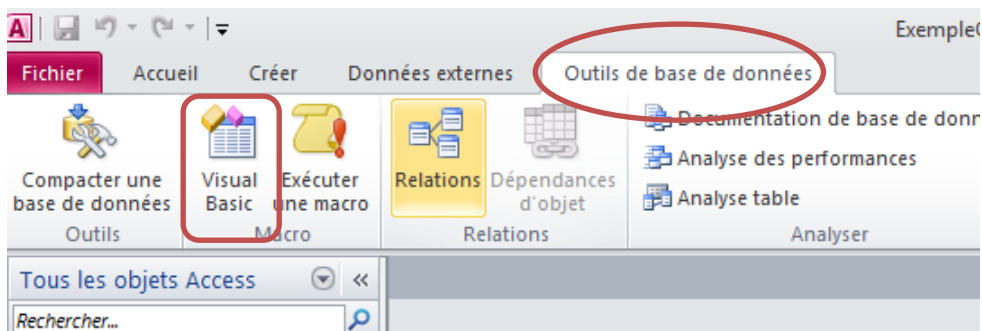 A
ExempleC
Fichier Accueil Créer Données externes Outils de base de données
Documentation de base de donn
Analyse des performances
Compacter une Visual Exécuter Relations Dépendances
Analyse table
base de données Basic une macro d'objet
Outils Macro Relations Analyser
Tous les objets Access «
Rechercher...